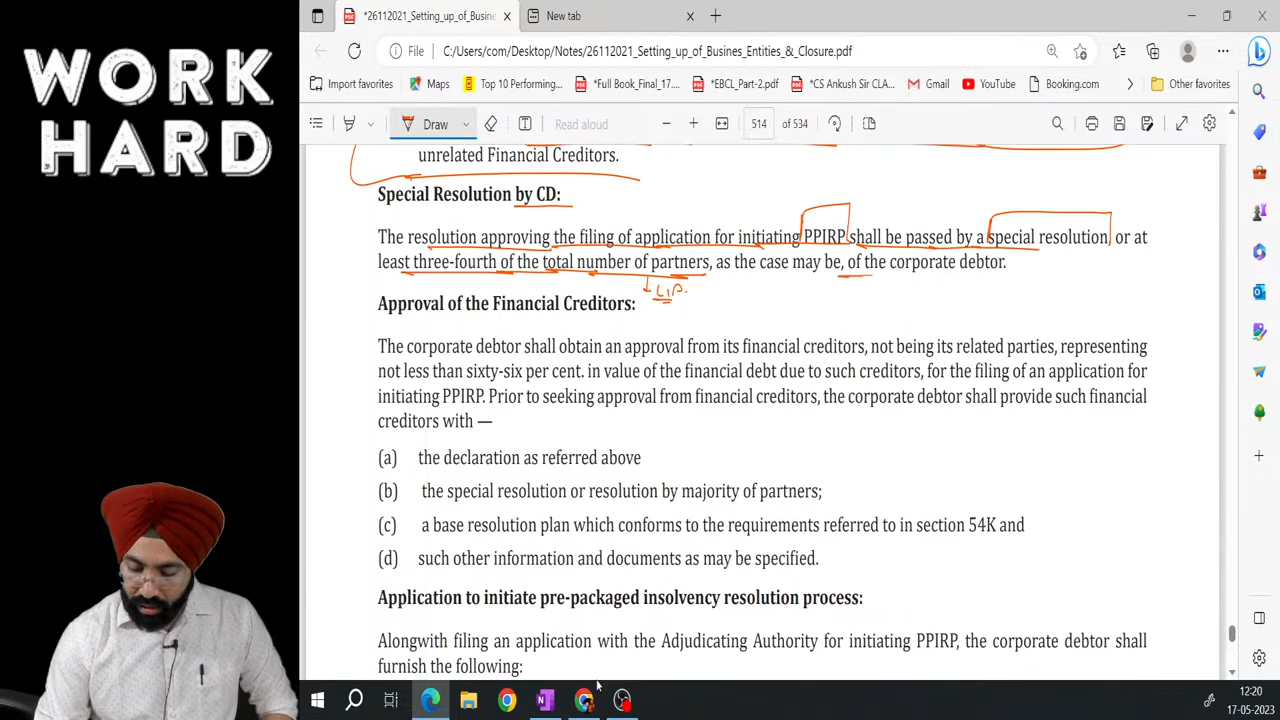 WORK
HARD
*26112021_Setting_up_of_Busine
New tab
File
C:/Users/com/Desktop/Notes/26112021_Setting_up_of_Busines_Entities_&_Closure.pdf
Import favourites
Maps
Top 10 Performing...
*Full Book_Final_17....
*EBCL_Part-2.pdf
*CS Ankush Sir CLA...
Gmail
YouTube
Booking.com
Other favorites
Draw
Read aloud
514
of 534
unrelated Financial Creditors.
Special Resolution by CD:
The resolution approving the filing of application for initiating PPIRP shall be passed by a special resolution, or at
least three-fourth of the total number of partners, as the case may be, of the corporate debtor.
Approval of the Financial Creditors:
The corporate debtor shall obtain an approval from its financial creditors, not being its related parties, representing
not less than sixty-six per cent. in value of the financial debt due to such creditors, for the filing of an application for
initiating PPIRP. Prior to seeking approval from financial creditors, the corporate debtor shall provide such financial
creditors with —
(a) the declaration as referred above
(b) the special resolution or resolution by majority of partners;
(c) a base resolution plan which conforms to the requirements referred to in section 54K and
(d) such other information and documents as may be specified.
Application to initiate pre-packaged insolvency resolution process:
Alongwith filing an application with the Adjudicating Authority for initiating PPIRP, the corporate debtor shall
furnish the following:
12:20
17-05-2023